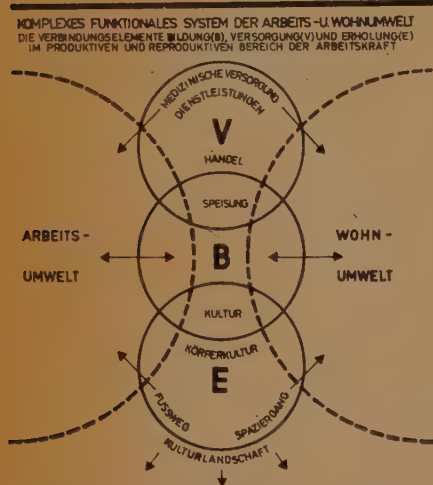 KOMPLEXES FUNKTIONALES SYSTEM DER ARBEITS-U.WOHNUMWELT
DIE VERBINDUNGSELEMENTE BILDUNG(B), VERSORGUNG(V) UND ERHOLUNG(E)
IM PRODUKTIVEN UND REPRODUKTIVEN BEREICH DER ARBEITSKRAFT
MEDIZINISCHE VERSORGUNG
DIENSTLEISTUNGEN
V
HANDEL
SPEISUNG
ARBEITS-
UMWELT
B
WOHN-
UMWELT
KULTUR
KÖRPERKULTUR
E
FUSSWEG
SPAZIERGANG
KULTURLANDSCHAFT